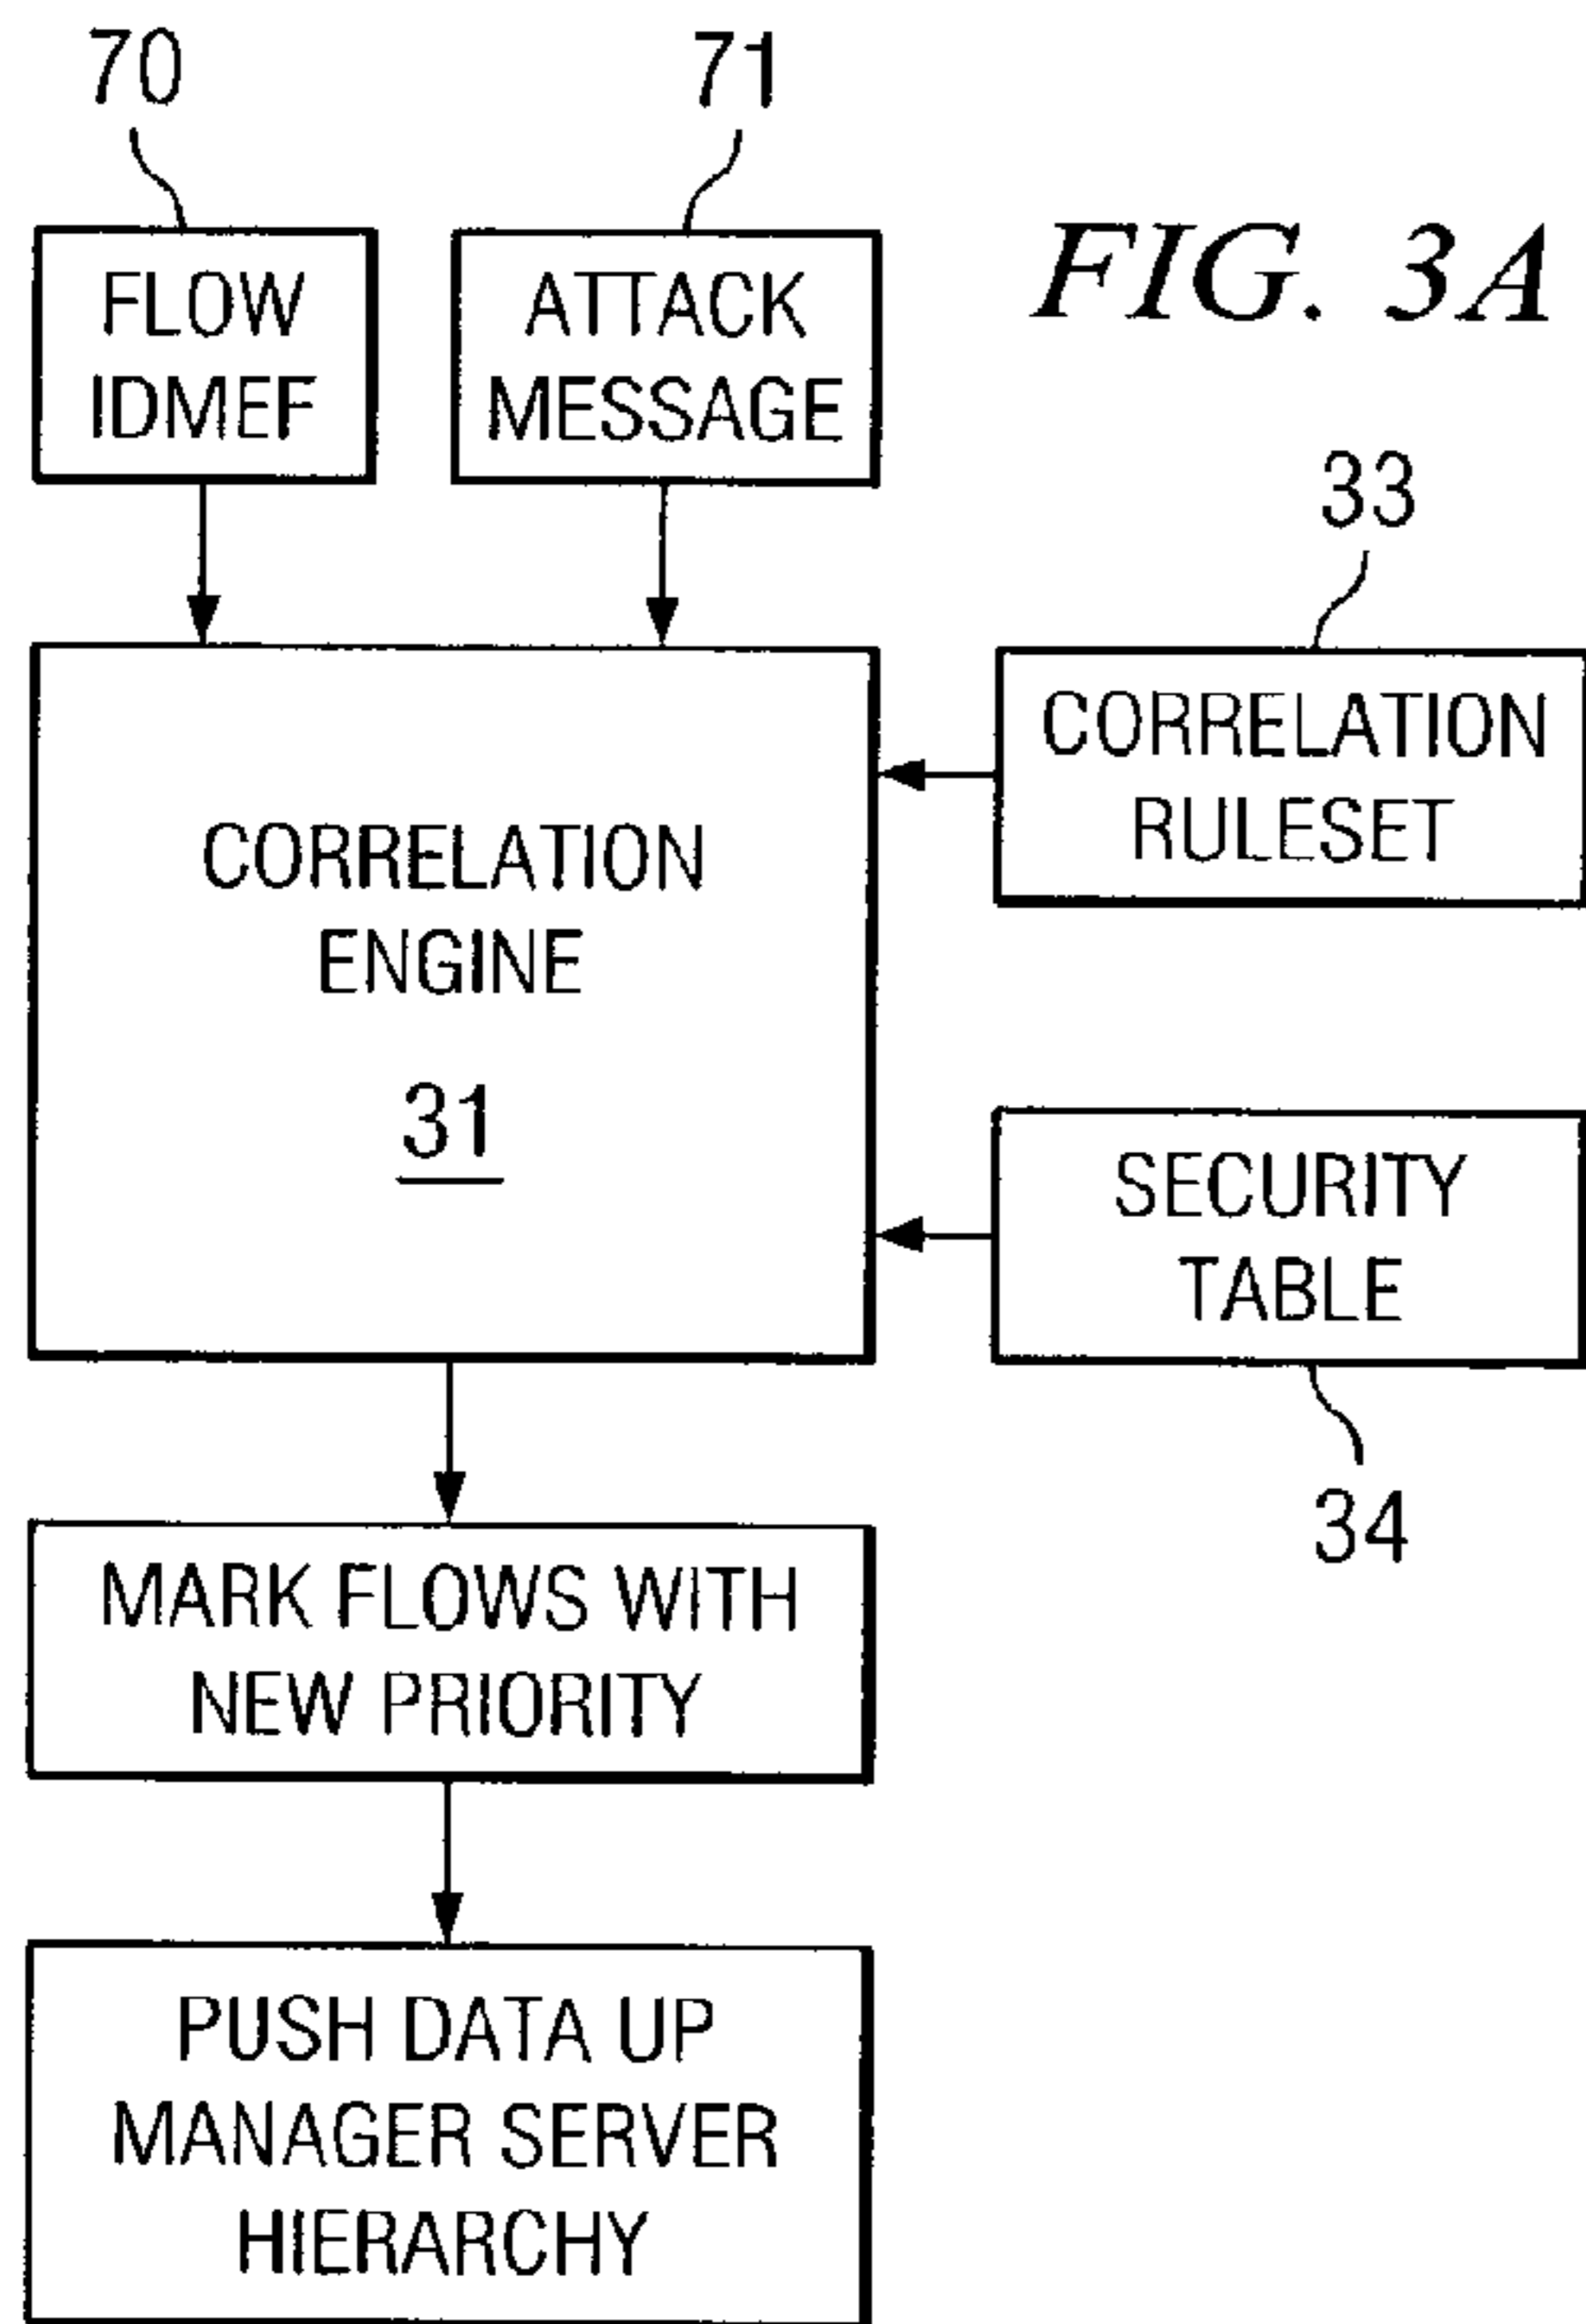 70
71
FLOW
IDMEF
ATTACK
MESSAGE
FIG. 3A
33
CORRELATION
RULESET
CORRELATION
ENGINE
31
SECURITY
TABLE
34
MARK FLOWS WITH
NEW PRIORITY
PUSH DATA UP
MANAGER SERVER
HIERARCHY